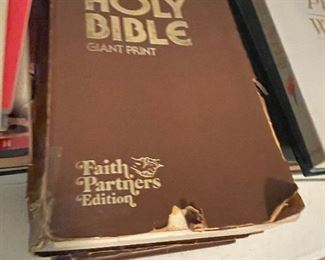 HOLY
BIBLE
GIANT PRINT
Faith
Partners
Edition